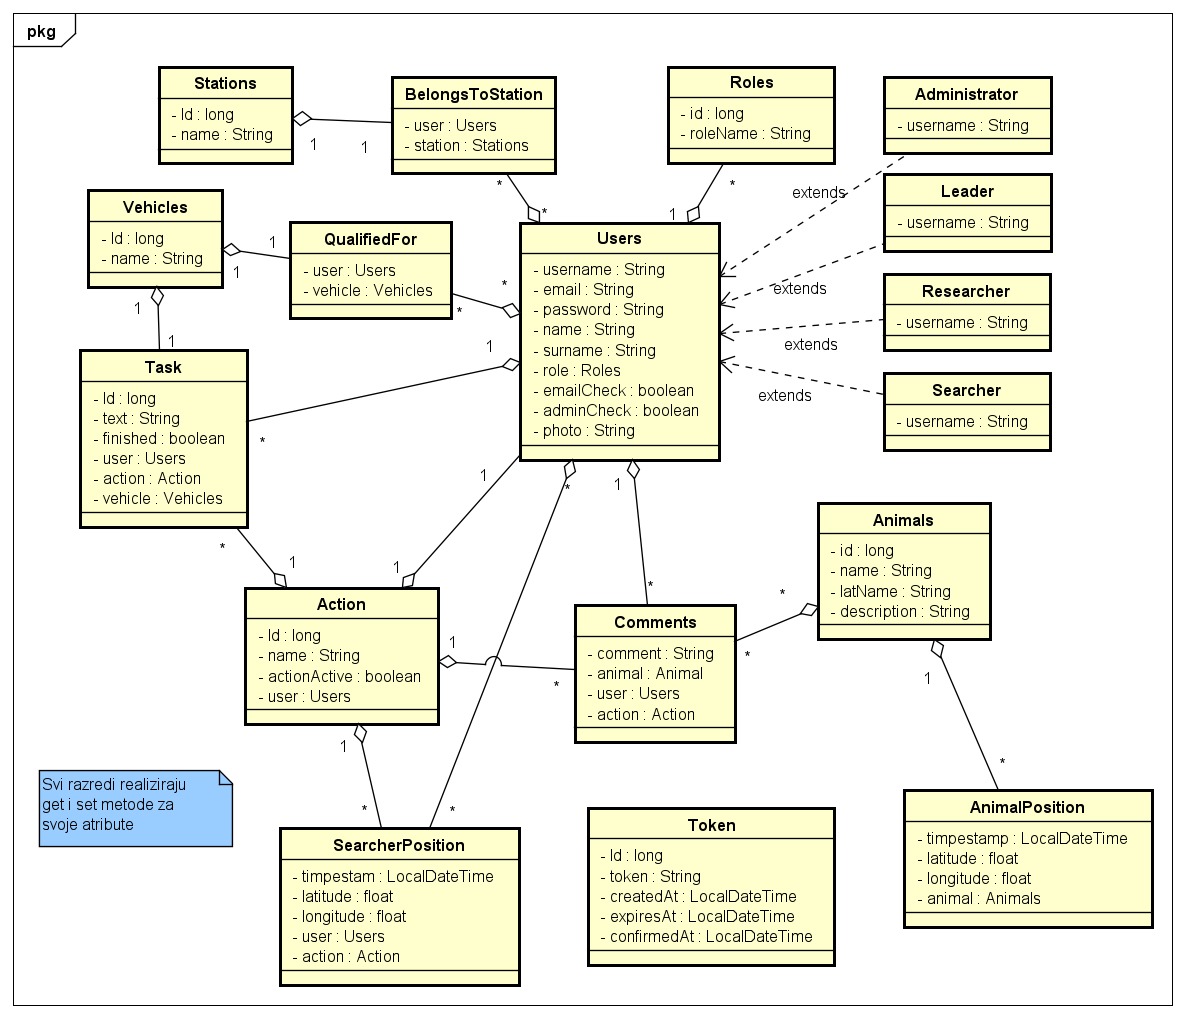 pkg
Stations
- Id : long
- name : String
BelongsToStation
- user : Users
- station : Stations
Roles
- id : long
- roleName : String
Administrator
- username : String
Leader
- username : String
Researcher
- username : String
Searcher
- username : String
extends
extends
extends
extends
Vehicles
- Id : long
- name : String
QualifiedFor
- user : Users
- vehicle : Vehicles
Users
- username : String
- email : String
- password : String
- name : String
- surname : String
- role : Roles
- emailCheck : boolean
- adminCheck : boolean
- photo : String
Task
- Id : long
- text : String
- finished : boolean
- user : Users
- action : Action
- vehicle : Vehicles
Animals
- id : long
- name : String
- latName : String
- description : String
Action
- Id : long
- name : String
- actionActive : boolean
- user : Users
Comments
- comment : String
- animal : Animal
- user : Users
- action : Action
Svi razredi realiziraju
get i set metode za
svoje atribute
SearcherPosition
- timpestam : LocalDateTime
- latitude : float
- longitude : float
- user : Users
- action : Action
Token
- Id : long
- token : String
- createdAt : LocalDateTime
- expiresAt : LocalDateTime
- confirmedAt : LocalDateTime
AnimalPosition
- timpestamp : LocalDateTime
- latitude : float
- longitude : float
- animal : Animals
1
1
*
*
*
1
1
1
*
*
1
1
1
*
1
1
*
1
*
1
*
*
*
1
*
1
*
1
*
*
1